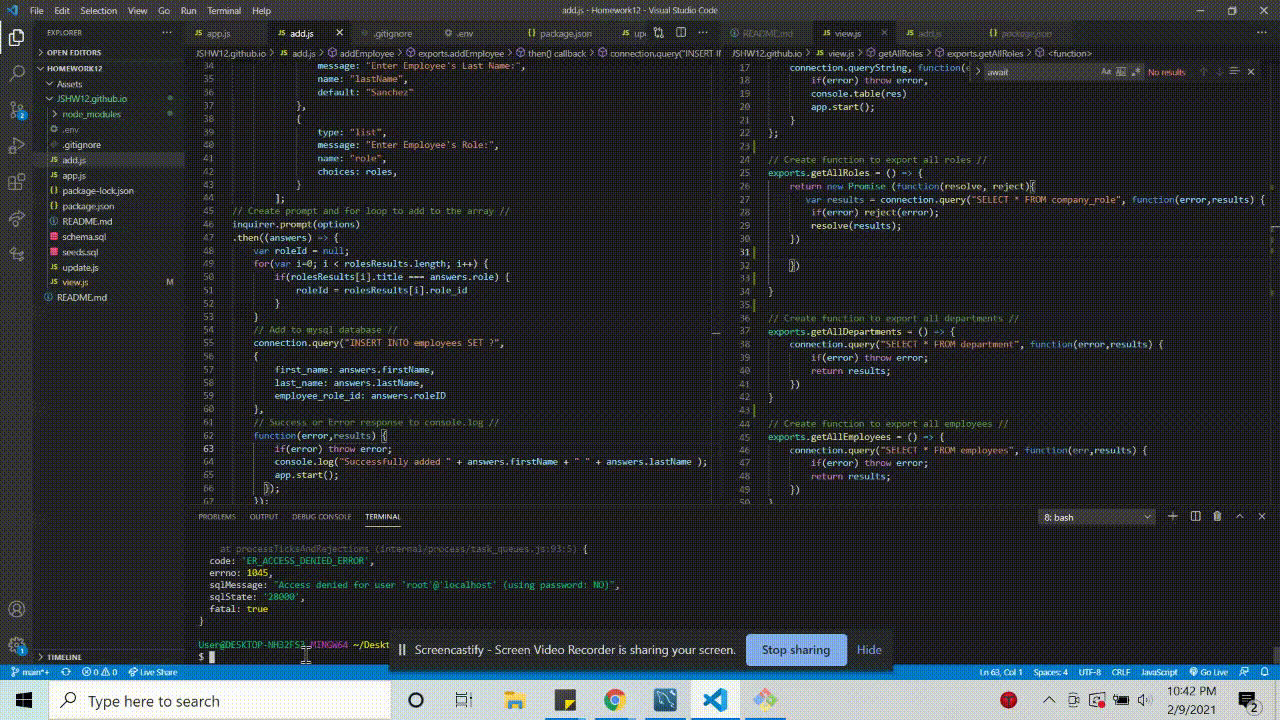 File Edit Selection View Go Run Terminal Help
add.js - Homework12 - Visual Studio Code
EXPLORER
OPEN EDITORS
HOMEWORK12
Assets
JSHW12.github.io
node_modules
.env
.gitignore
add.js
app.js
package-lock.json
package.json
README.md
schema.sql
seeds.sql
update.js
view.js M
README.md
TIMELINE
app.js add.js .gitignore .env package.json
JSHW12.github.io > add.js > addEmployee > exports.addEmployee > then() callback > connection.query("INSERT I
34 message: "Enter Employee's Last Name:",
35 name: "lastName",
36 default: "Sanchez"
37 },
38 {
39 type: "list",
40 message: "Enter Employee's Role:",
41 name: "role",
42 choices: roles,
43 }
44 ];
45 // Create prompt and for loop to add to the array //
46 inquirer.prompt(options)
47 .then((answers) => {
48 var roleId = null;
49 for(var i=0; i < rolesResults.length; i++) {
50 if(rolesResults[i].title === answers.role) {
51 roleId = rolesResults[i].role_id
52 }
53 }
54 // Add to mysql database //
55 connection.query("INSERT INTO employees SET ?",
56 {
57 first_name: answers.firstName,
58 last_name: answers.lastName,
59 employee_role_id: answers.roleID
60 },
61 // Success or Error response to console.log //
62 function(error,results) {
63 if(error) throw error;
64 console.log("Successfully added " + answers.firstName + " " + answers.lastName );
65 app.start();
66 });
67 });
README.md view.js add.js package.json
JSHW12.github.io > view.js > getAllRoles > exports.getAllRoles > <function>
await
Aa
No results
17 connection.queryString, function(e
18 if(error) throw error,
19 console.table(res)
20 app.start();
21 }
22 };
23
24 // Create function to export all roles //
25 exports.getAllRoles = () => {
26 return new Promise (function(resolve, reject){
27 var results = connection.query("SELECT * FROM company_role", function(error,results) {
28 if(error) reject(error);
29 resolve(results);
30 })
31
32 })
33
34 }
35
36 // Create function to export all departments //
37 exports.getAllDepartments = () => {
38 connection.query("SELECT * FROM department", function(error,results) {
39 if(error) throw error;
40 return results;
41 })
42 }
43
44 // Create function to export all employees //
45 exports.getAllEmployees = () => {
46 connection.query("SELECT * FROM employees", function(err,results) {
47 if(error) throw error;
48 return results;
49 })
50 }
PROBLEMS OUTPUT DEBUG CONSOLE TERMINAL
8: bash
at processTicksAndRejections (internal/process/task_queues.js:93:5) {
code: 'ER_ACCESS_DENIED_ERROR',
errno: 1045,
sqlMessage: "Access denied for user 'root'@'localhost' (using password: NO)",
sqlState: '28000',
fatal: true
}
User@DESKTOP-NH32FS2 MINGW64 ~/Deskt
$
Screencastify - Screen Video Recorder is sharing your screen. Stop sharing Hide
main*+ 0 0 Live Share
Ln 63, Col 1 Spaces: 4 UTF-8 CRLF JavaScript Go Live
Type here to search
10:42 PM
2/9/2021
2